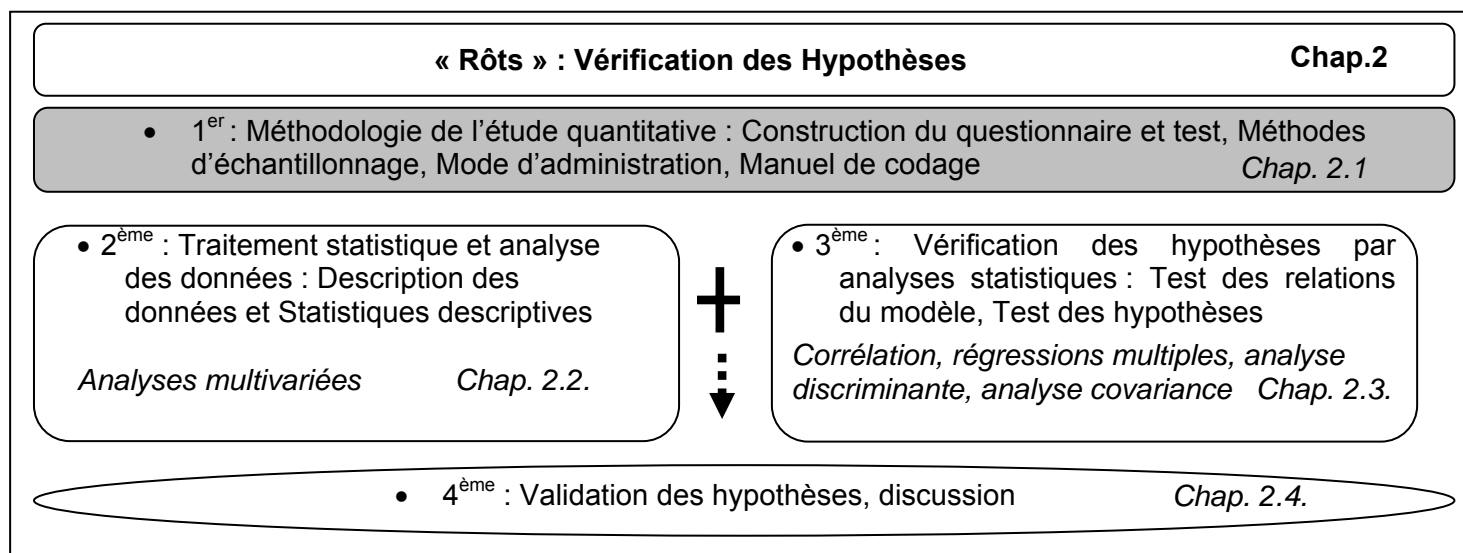 « Rôts » : Vérification des Hypothèses Chap.2
• 1er : Méthodologie de l’étude quantitative : Construction du questionnaire et test, Méthodes
d’échantillonnage, Mode d’administration, Manuel de codage Chap. 2.1
• 2ème : Traitement statistique et analyse
des données : Description des
données et Statistiques descriptives
Analyses multivariées Chap. 2.2.
• 3ème : Vérification des hypothèses par
analyses statistiques : Test des relations
du modèle, Test des hypothèses
Corrélation, régressions multiples, analyse
discriminante, analyse covariance Chap. 2.3.
• 4ème : Validation des hypothèses, discussion Chap. 2.4.